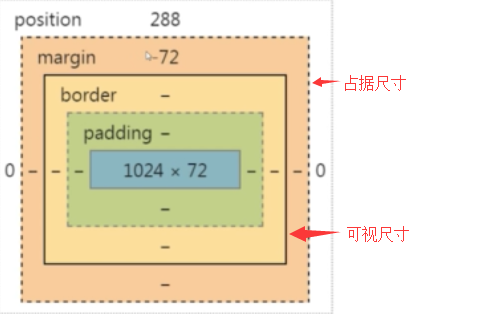 position 288
margin -72
占据尺寸
border –
padding –
0 – – – 1024 × 72 – – – 0
–
可视尺寸
–
–